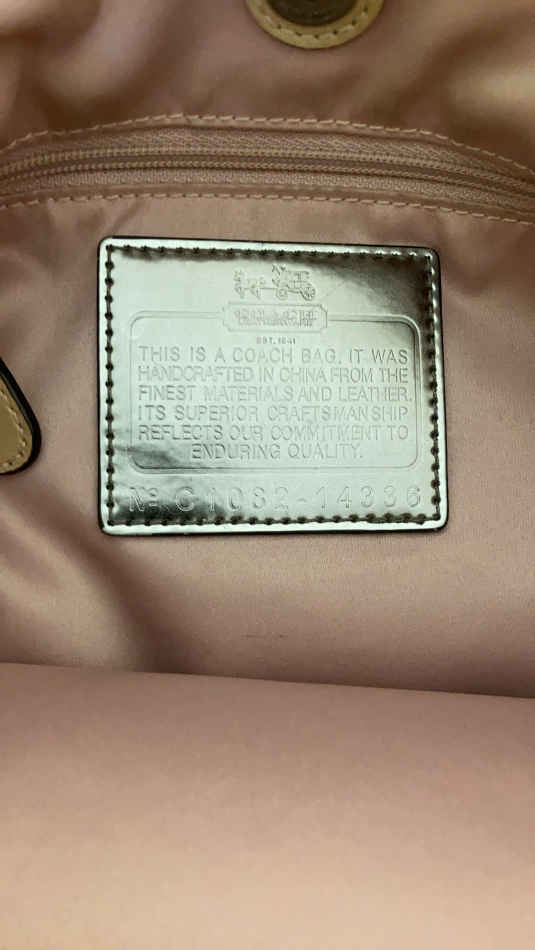 EST. 1941
THIS IS A COACH BAG. IT WAS
HANDCRAFTED IN CHINA FROM THE
FINEST MATERIALS AND LEATHER.
ITS SUPERIOR CRAFTSMANSHIP
REFLECTS OUR COMMITMENT TO
ENDURING QUALITY.
Nº C1082-14336